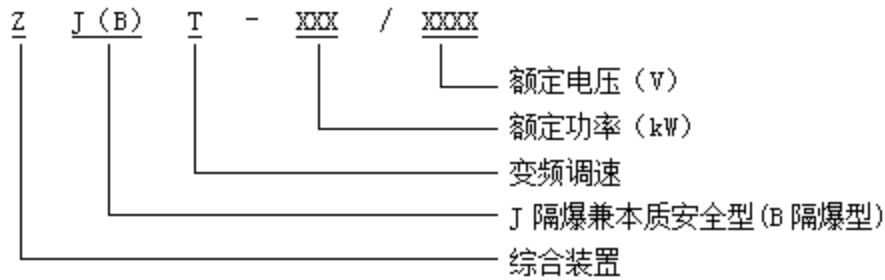 Z J(B) T - XXX / XXXX
额定电压(V)
额定功率(kW)
变频调速
J 隔爆兼本质安全型(B 隔爆型)
综合装置